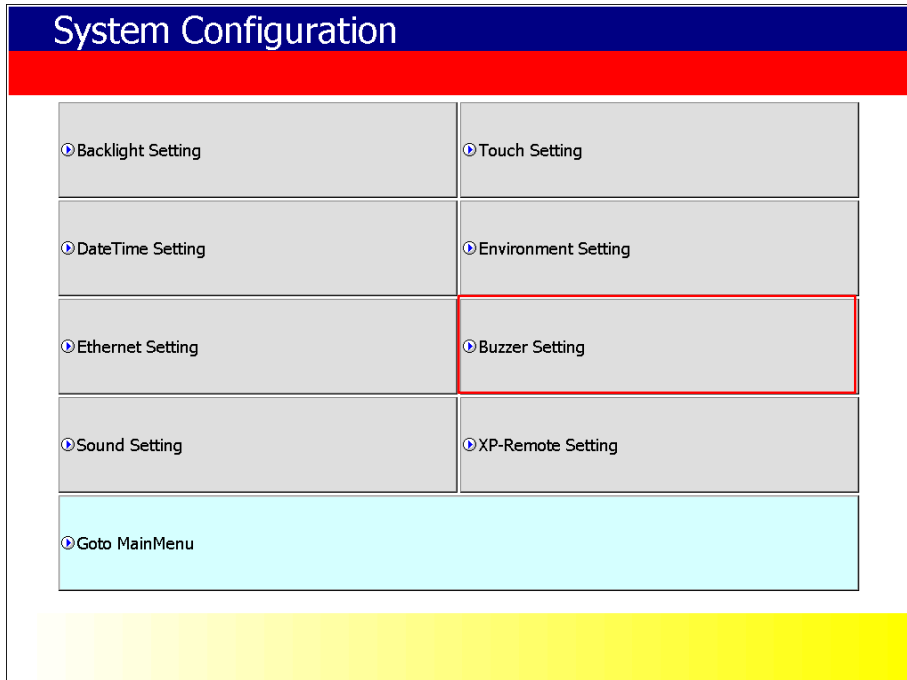 System Configuration
Backlight Setting
Touch Setting
DateTime Setting
Environment Setting
Ethernet Setting
Buzzer Setting
Sound Setting
XP-Remote Setting
Goto MainMenu